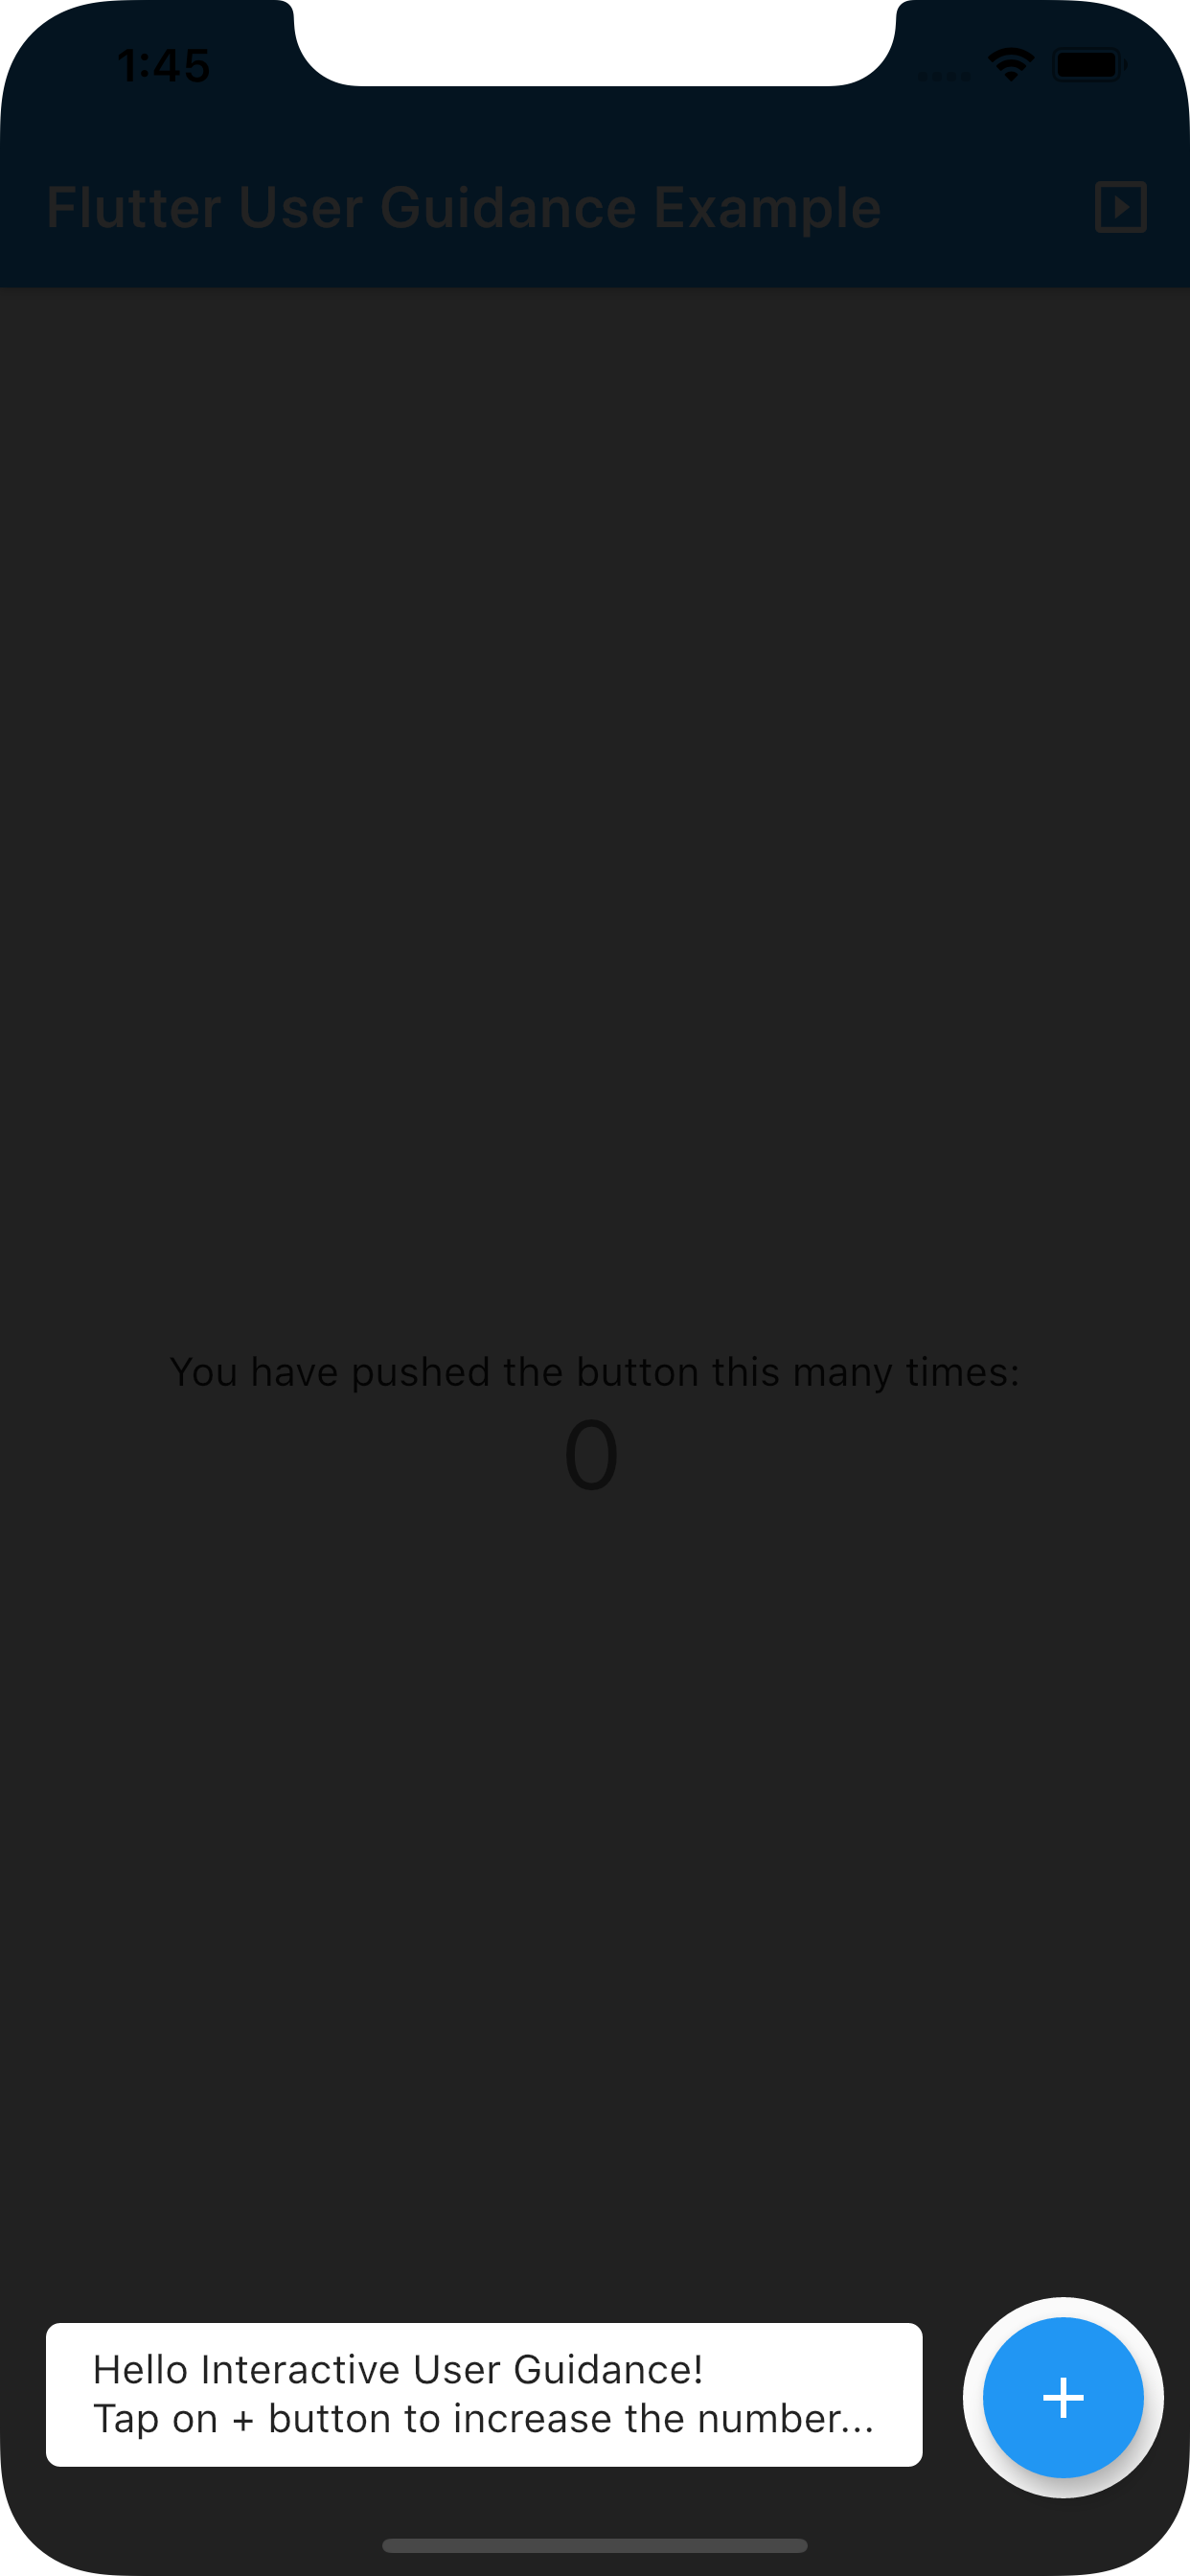 1:45
Flutter User Guidance Example
You have pushed the button this many times:
0
Hello Interactive User Guidance!
Tap on + button to increase the number...
+